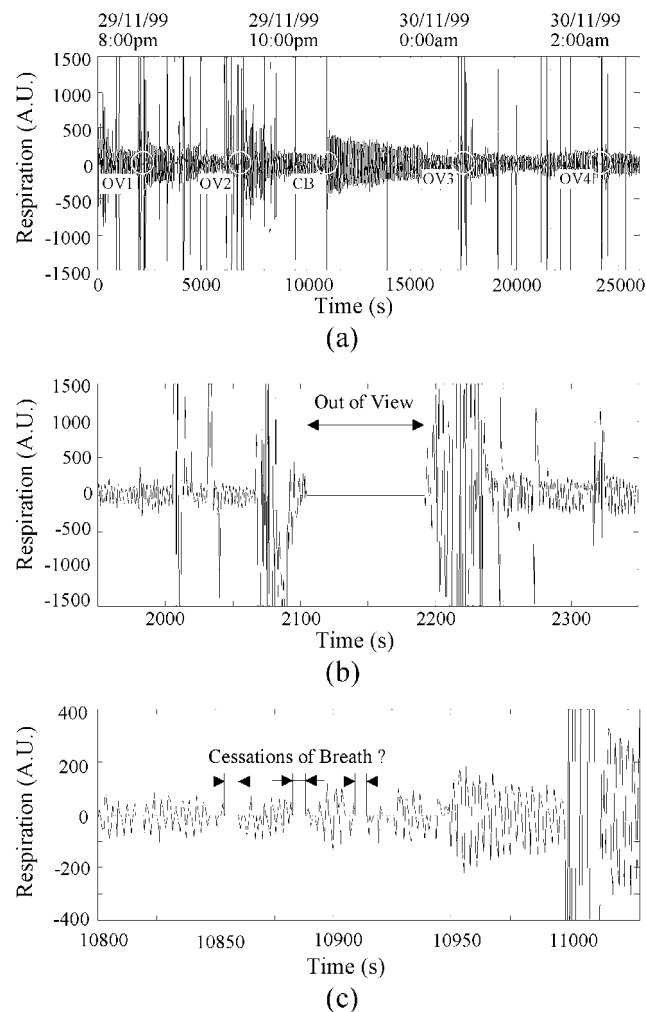 29/11/99 29/11/99 30/11/99 30/11/99
8:00pm 10:00pm 0:00am 2:00am
1500
1000
500
0
-500
-1000
-1500
Respiration (A.U.)
OV1 OV2 CB OV3 OV4
0 5000 10000 15000 20000 25000
Time (s)
(a)
1500
1000
500
0
-500
-1000
-1500
Respiration (A.U.)
Out of View
2000 2100 2200 2300
Time (s)
(b)
400
200
0
-200
-400
Respiration (A.U.)
Cessations of Breath ?
10800 10850 10900 10950 11000
Time (s)
(c)